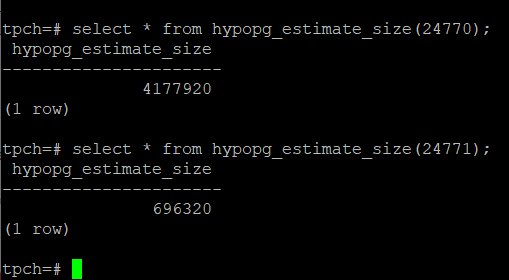 tpch=# select * from hypopg_estimate_size(24770);
 hypopg_estimate_size
----------------------
              4177920
(1 row)

tpch=# select * from hypopg_estimate_size(24771);
 hypopg_estimate_size
----------------------
               696320
(1 row)

tpch=#